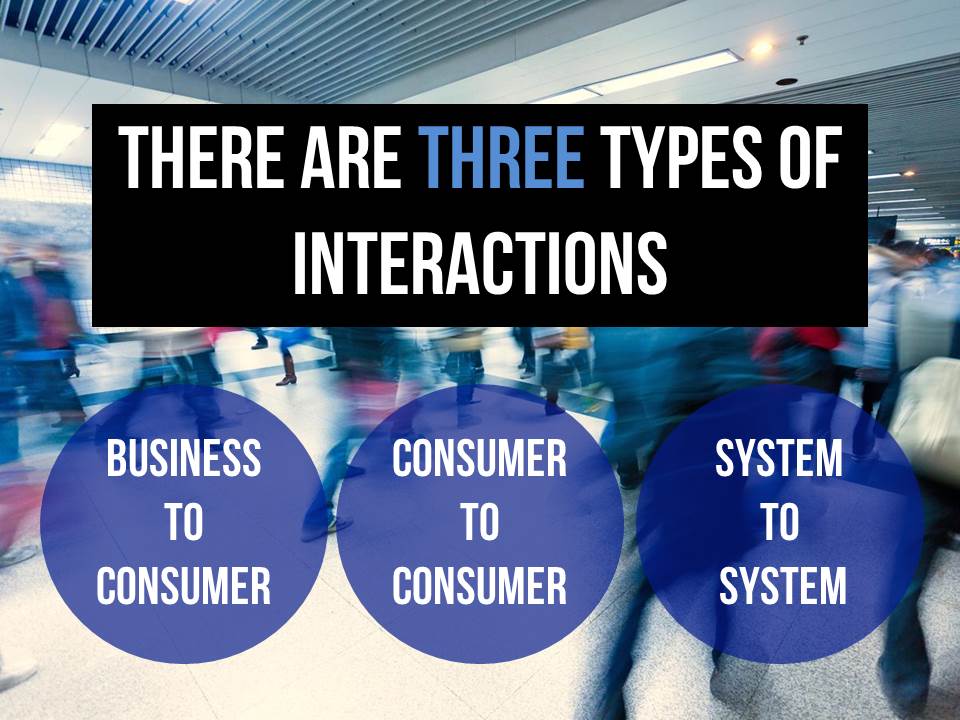 THERE ARE THREE TYPES OF
INTERACTIONS
BUSINESS
TO
CONSUMER
CONSUMER
TO
CONSUMER
SYSTEM
TO
SYSTEM